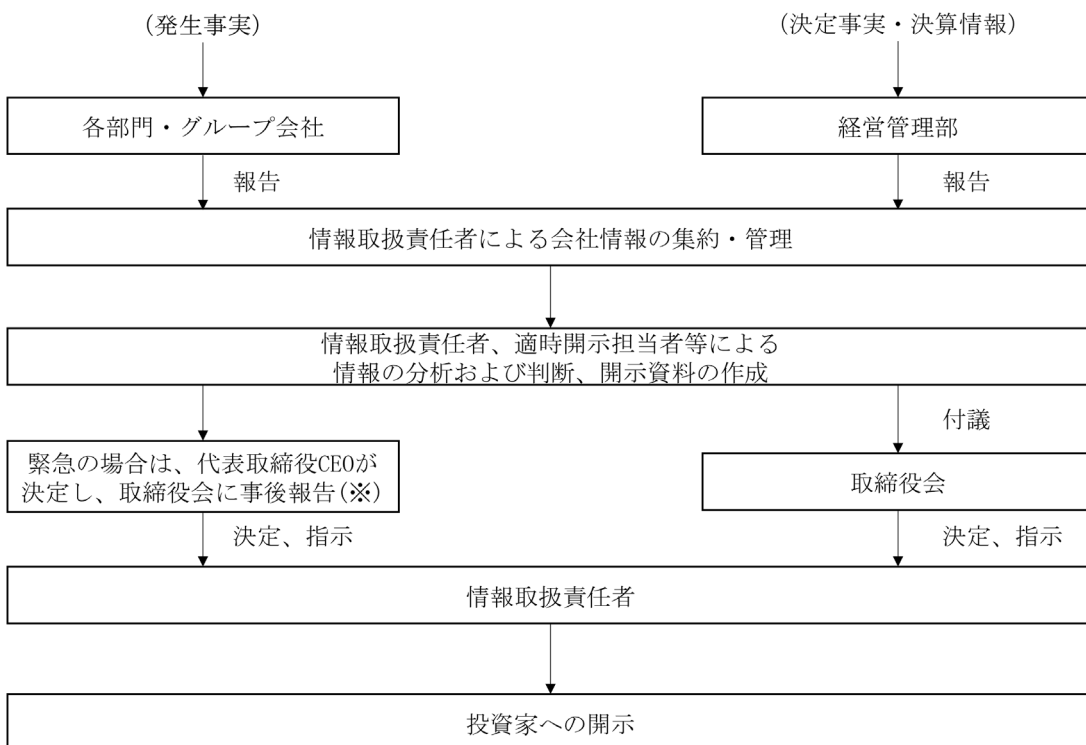 (発生事実)
(決定事実・決算情報)
各部門・グループ会社
経営管理部
報告
報告
情報取扱責任者による会社情報の集約・管理
情報取扱責任者、適時開示担当者等による
情報の分析および判断、開示資料の作成
付議
緊急の場合は、代表取締役CEOが
決定し、取締役会に事後報告(※)
取締役会
決定、指示
決定、指示
情報取扱責任者
投資家への開示